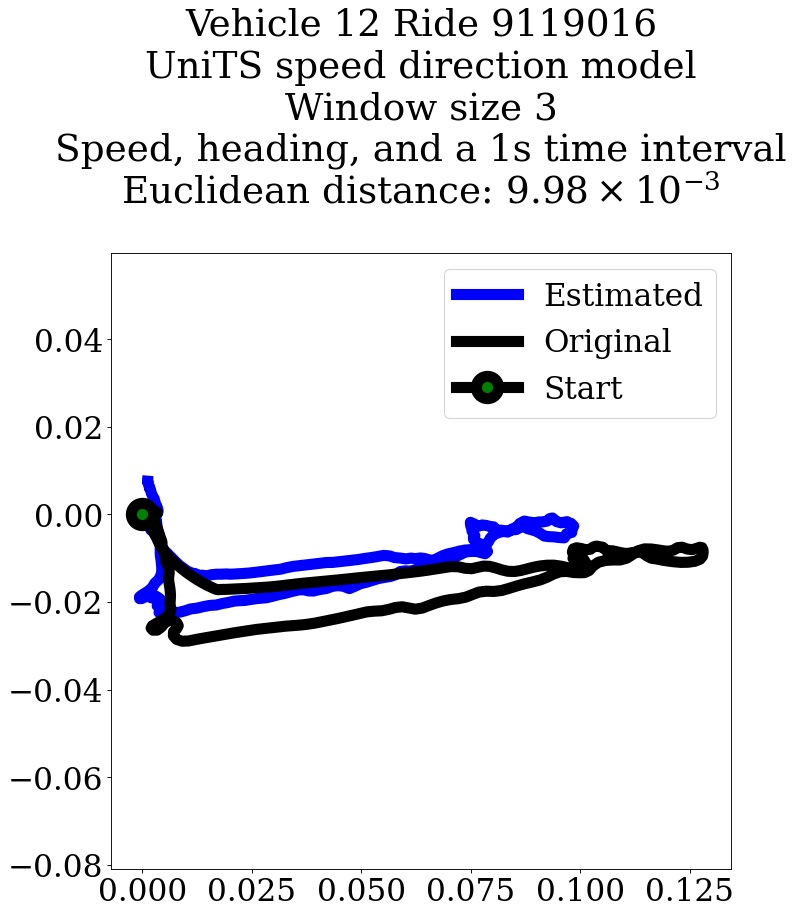 Vehicle 12 Ride 9119016
UniTS speed direction model
Window size 3
Speed, heading, and a 1s time interval
Euclidean distance: 9.98 × 10⁻³
Estimated
Original
Start
0.04
0.02
0.00
−0.02
−0.04
−0.06
−0.08
0.000 0.025 0.050 0.075 0.100 0.125